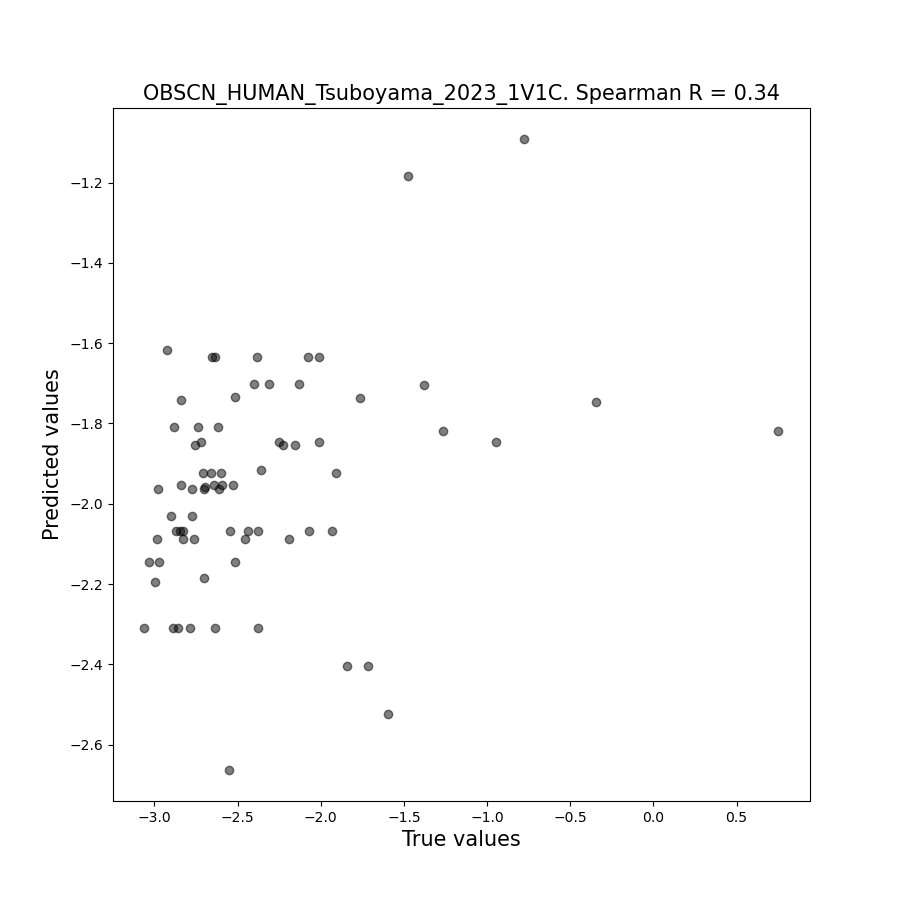 OBSCN_HUMAN_Tsuboyama_2023_1V1C. Spearman R = 0.34
−1.2
−1.4
−1.6
−1.8
−2.0
−2.2
−2.4
−2.6
Predicted values
−3.0 −2.5 −2.0 −1.5 −1.0 −0.5 0.0 0.5
True values